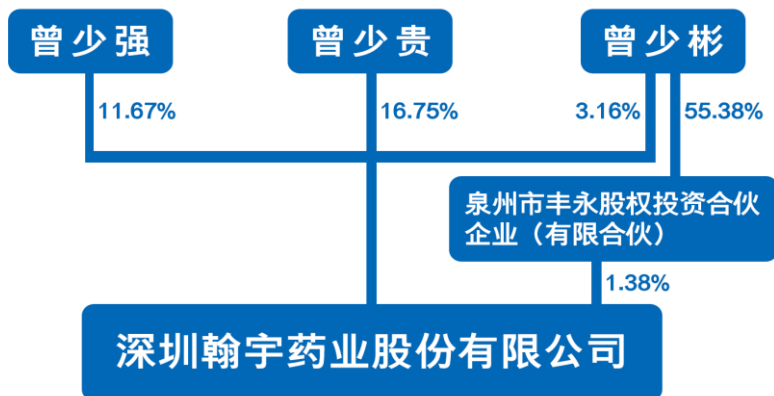 曾少强
曾少贵
曾少彬
11.67%
16.75%
3.16%
55.38%
泉州市丰永股权投资合伙
企业（有限合伙）
1.38%
深圳翰宇药业股份有限公司